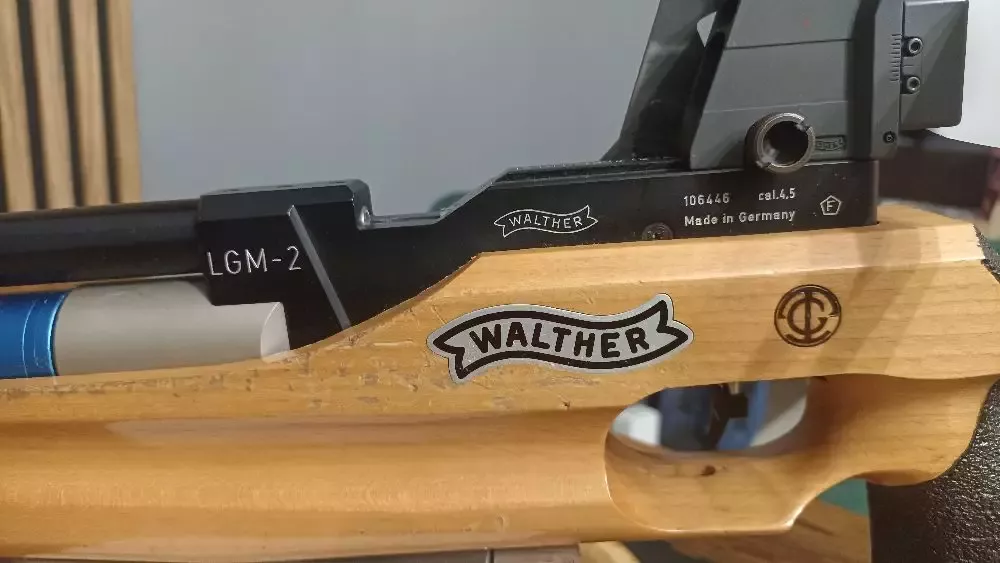 LGM-2
WALTHER
106446 cal.4,5
Made in Germany
F
WALTHER